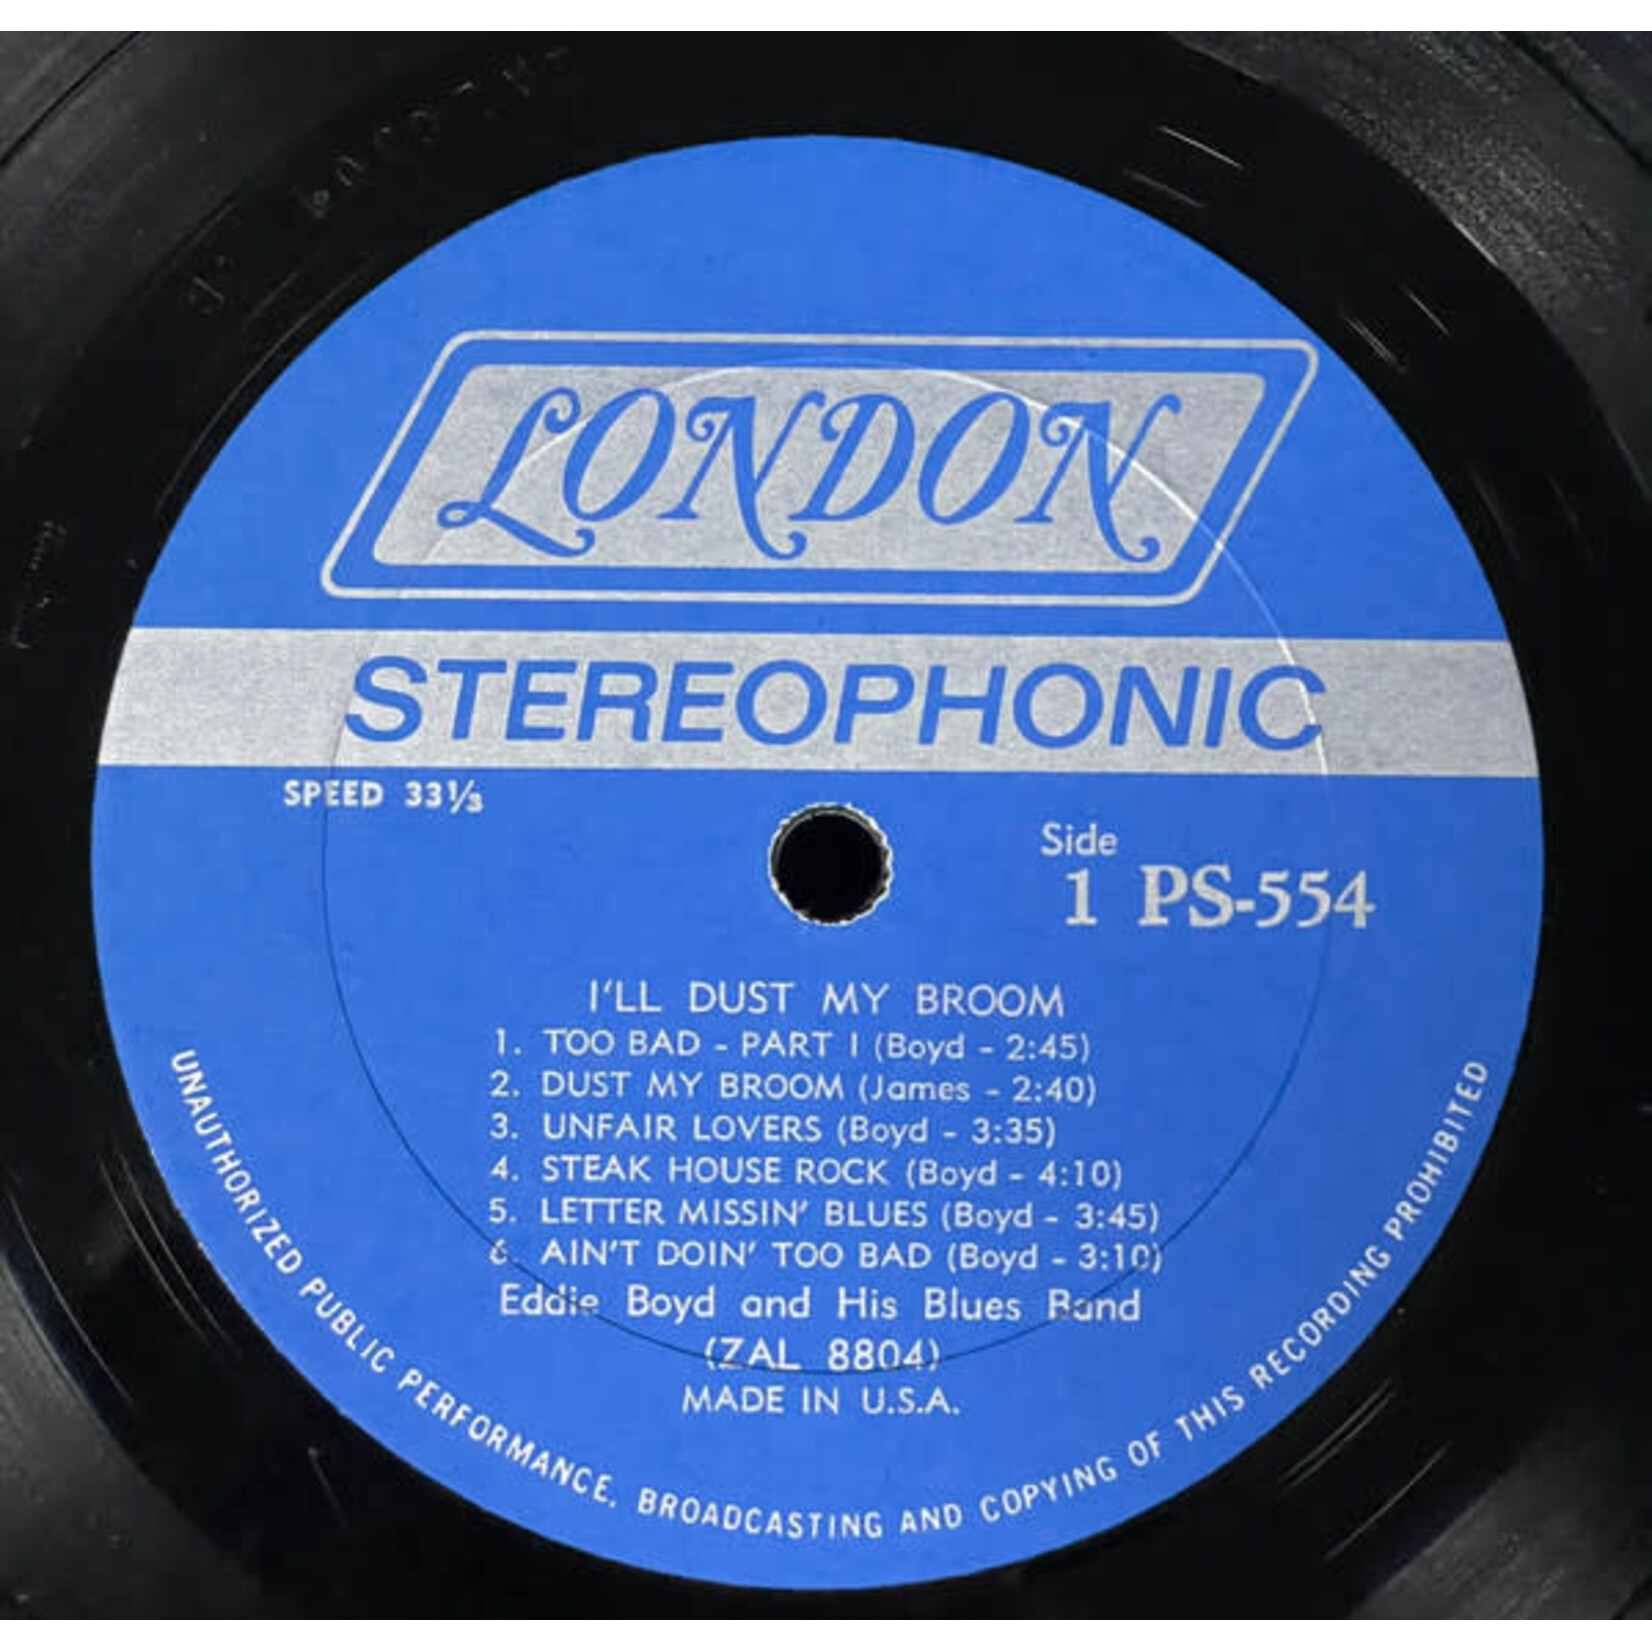 LONDON
STEREOPHONIC
SPEED 33⅓
Side
1 PS-554
I'LL DUST MY BROOM
1. TOO BAD - PART I (Boyd - 2:45)
2. DUST MY BROOM (James - 2:40)
3. UNFAIR LOVERS (Boyd - 3:35)
4. STEAK HOUSE ROCK (Boyd - 4:10)
5. LETTER MISSIN' BLUES (Boyd - 3:45)
6. AIN'T DOIN' TOO BAD (Boyd - 3:10)
Eddie Boyd and His Blues Band
(ZAL 8804)
MADE IN U.S.A.
UNAUTHORIZED PUBLIC PERFORMANCE, BROADCASTING AND COPYING OF THIS RECORDING PROHIBITED